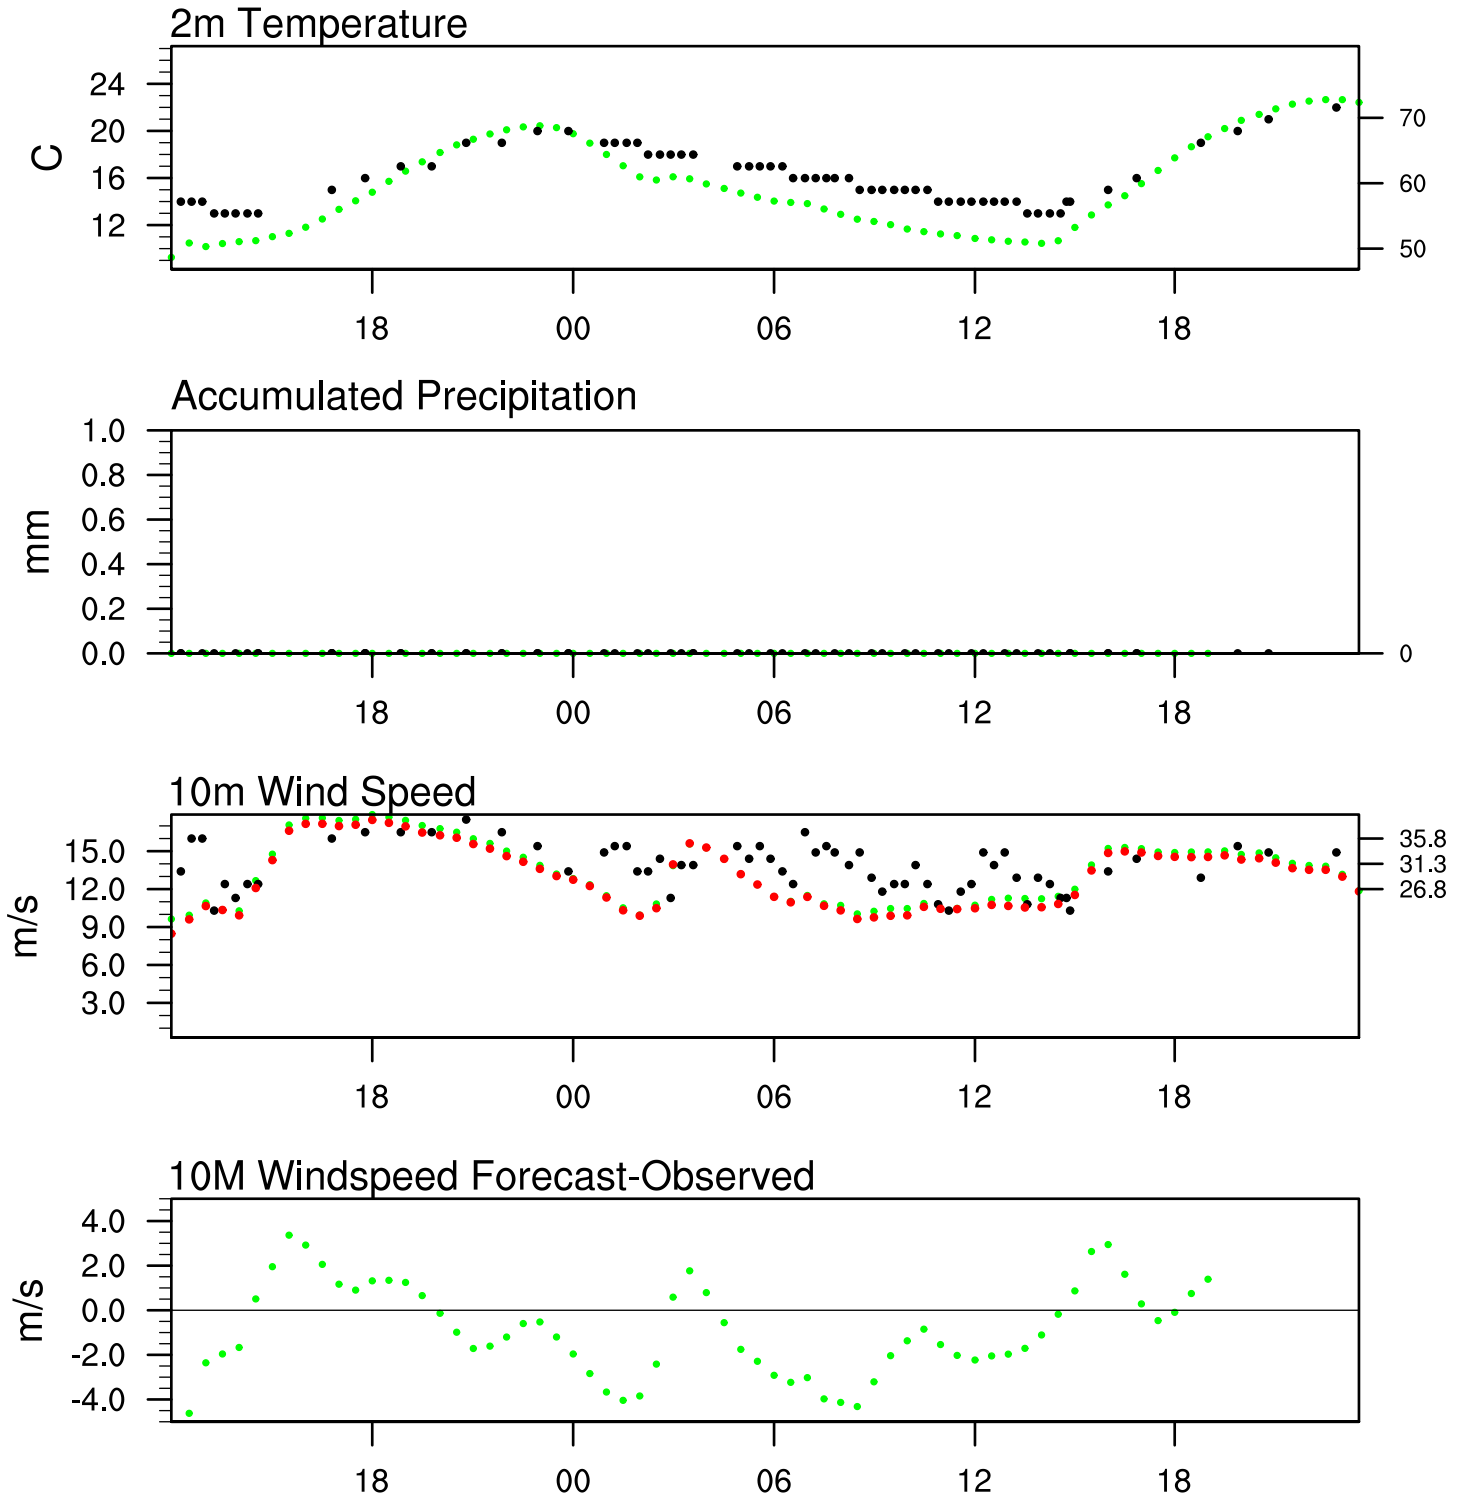 2m Temperature
24
20
16
12
C
70
60
50
18 00 06 12 18
Accumulated Precipitation
1.0
0.8
0.6
0.4
0.2
0.0
mm
0
18 00 06 12 18
10m Wind Speed
15.0
12.0
9.0
6.0
3.0
m/s
35.8
31.3
26.8
18 00 06 12 18
10M Windspeed Forecast-Observed
4.0
2.0
0.0
-2.0
-4.0
m/s
18 00 06 12 18